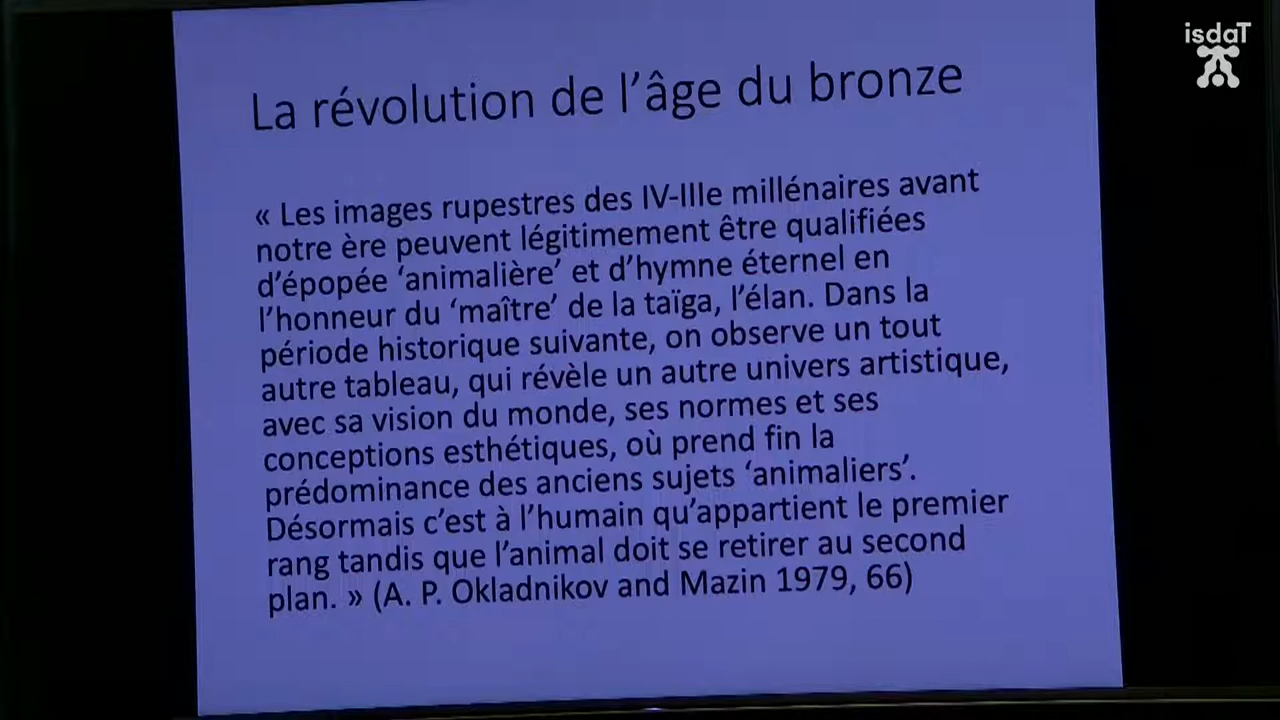 isdaT
La révolution de l’âge du bronze
« Les images rupestres des IV-IIIe millénaires avant
notre ère peuvent légitimement être qualifiées
d’épopée ‘animalière’ et d’hymne éternel en
l’honneur du ‘maître’ de la taïga, l’élan. Dans la
période historique suivante, on observe un tout
autre tableau, qui révèle un autre univers artistique,
avec sa vision du monde, ses normes et ses
conceptions esthétiques, où prend fin la
prédominance des anciens sujets ‘animaliers’.
Désormais c’est à l’humain qu’appartient le premier
rang tandis que l’animal doit se retirer au second
plan. » (A. P. Okladnikov and Mazin 1979, 66)